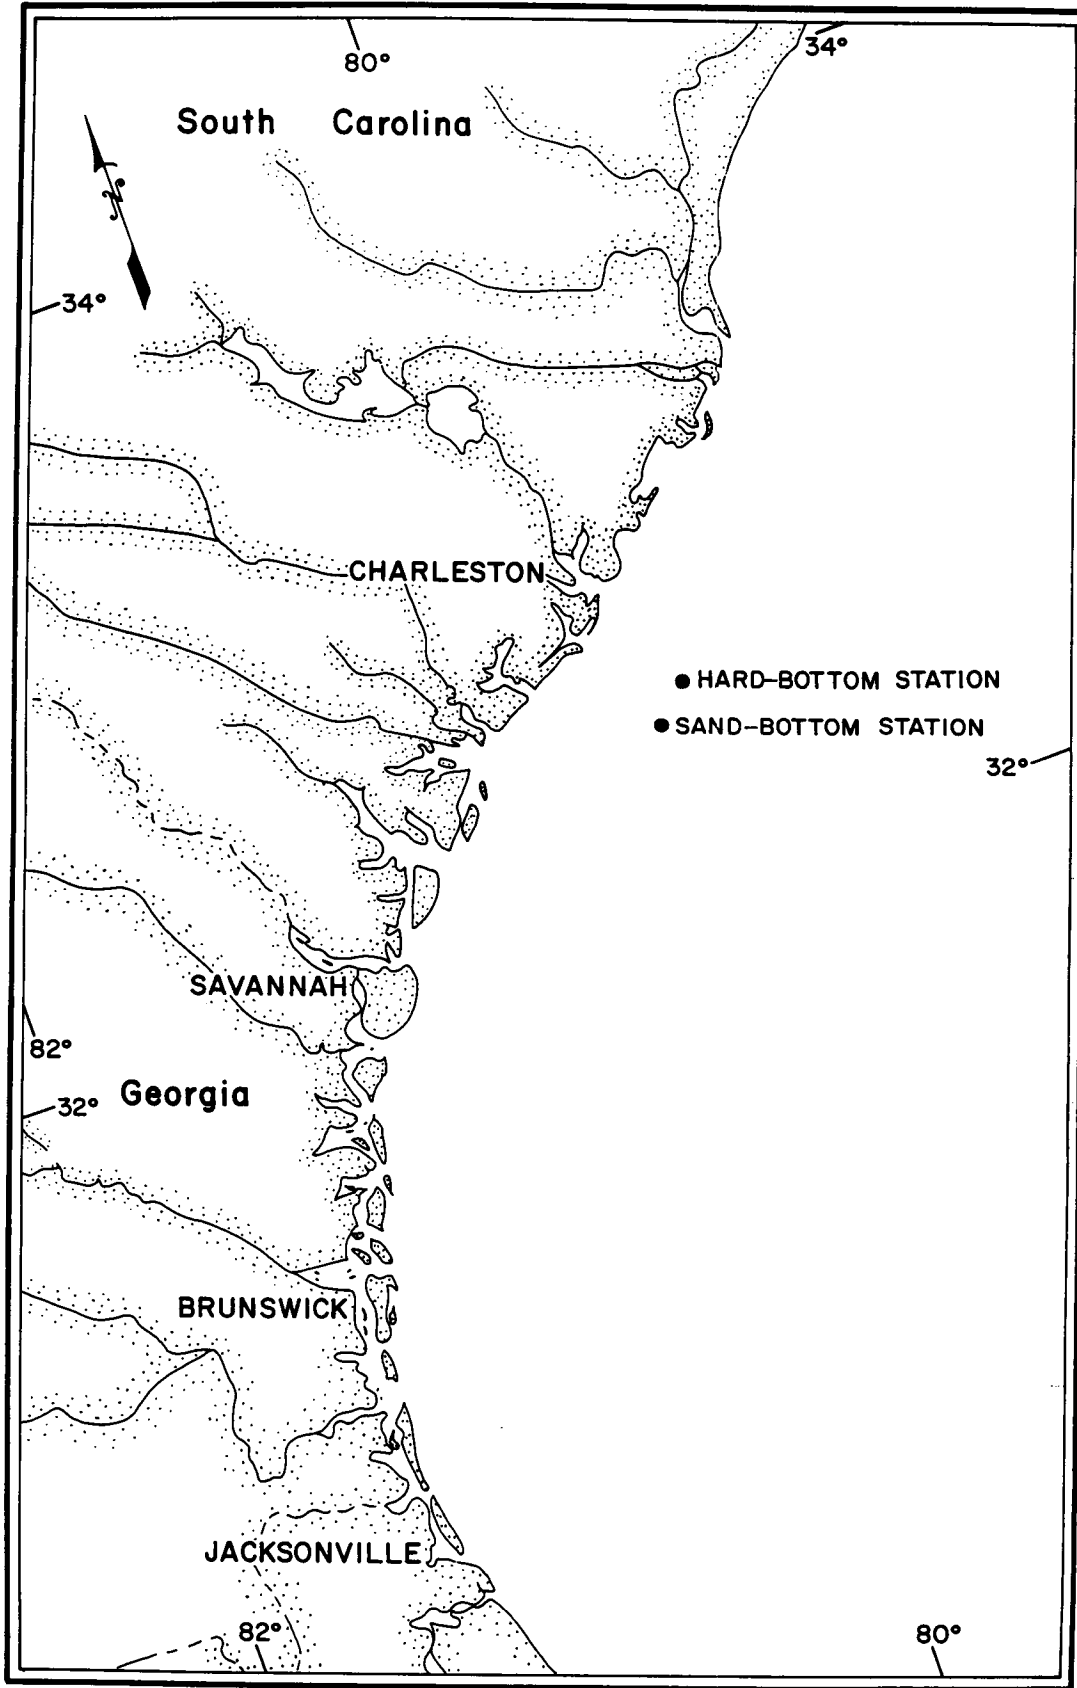 80°
34°
South Carolina
N
34°
CHARLESTON
HARD-BOTTOM STATION
SAND-BOTTOM STATION
32°
SAVANNAH
82°
Georgia
32°
BRUNSWICK
JACKSONVILLE
82°
80°